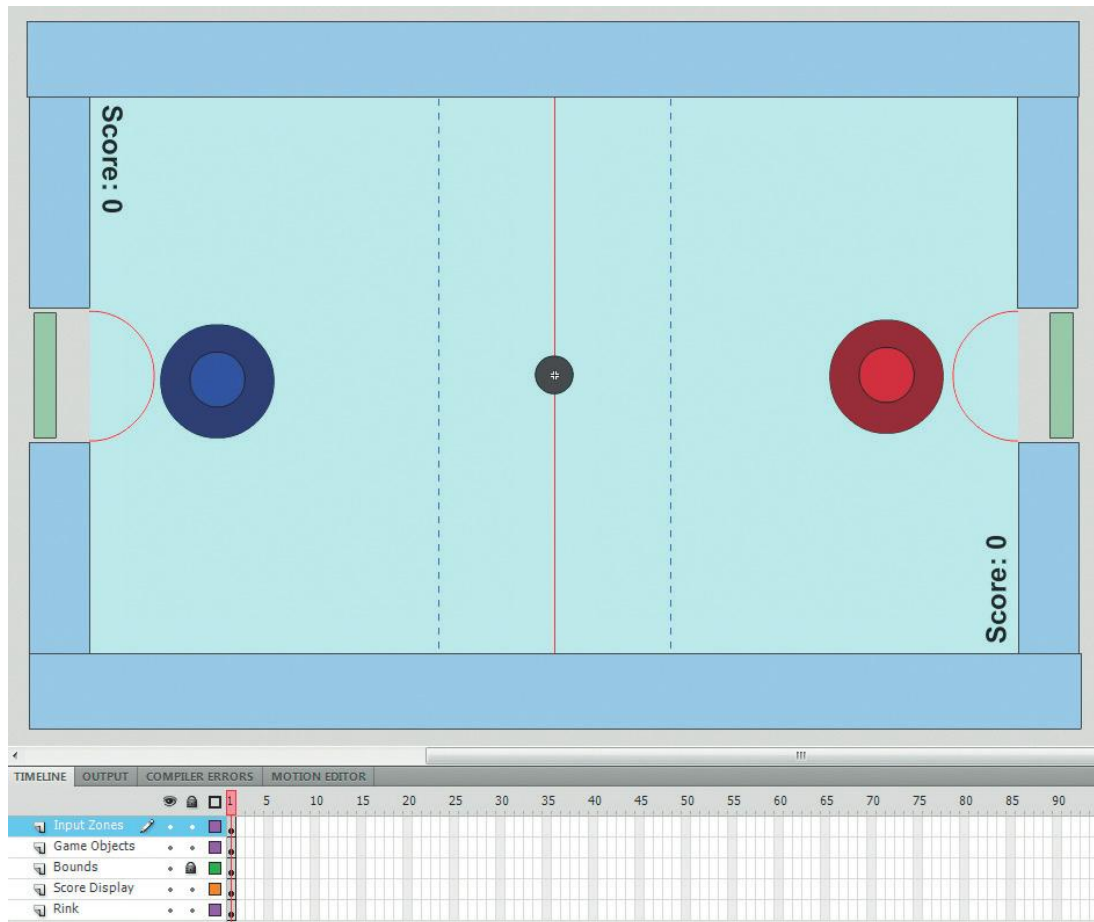 Score: 0
Score: 0
TIMELINE OUTPUT COMPILER ERRORS MOTION EDITOR
1 5 10 15 20 25 30 35 40 45 50 55 60 65 70 75 80 85 90
Input Zones
Game Objects
Bounds
Score Display
Rink